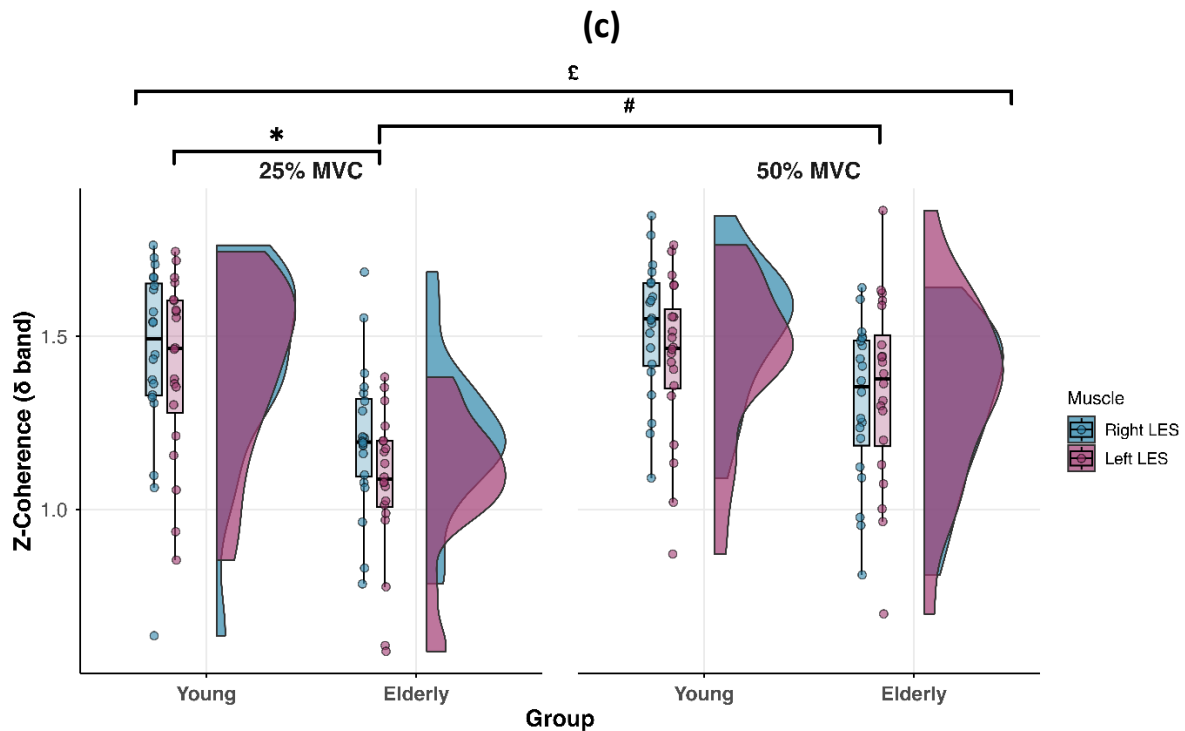 (c)
£
#
*
25% MVC
50% MVC
Z-Coherence (δ band)
1.5
1.0
Young
Elderly
Young
Elderly
Group
Muscle
Right LES
Left LES